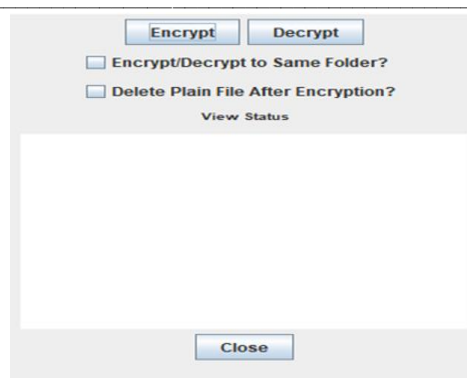 Encrypt Decrypt
Encrypt/Decrypt to Same Folder?
Delete Plain File After Encryption?
View Status
Close